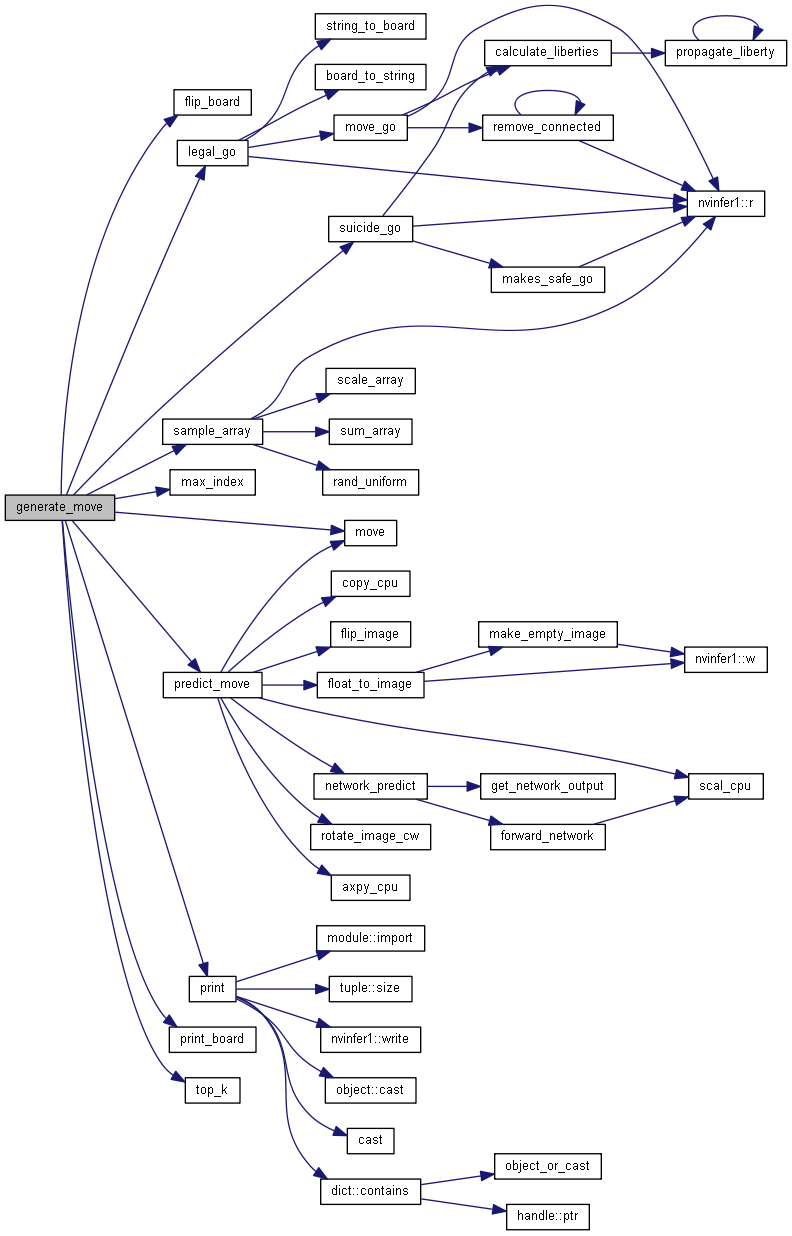 string_to_board
calculate_liberties
propagate_liberty
board_to_string
flip_board
move_go
remove_connected
legal_go
nvinfer1::r
suicide_go
makes_safe_go
scale_array
sample_array
sum_array
max_index
rand_uniform
generate_move
move
copy_cpu
flip_image
make_empty_image
nvinfer1::w
predict_move
float_to_image
network_predict
get_network_output
scal_cpu
rotate_image_cw
forward_network
axpy_cpu
module::import
print
tuple::size
print_board
nvinfer1::write
top_k
object::cast
cast
object_or_cast
dict::contains
handle::ptr